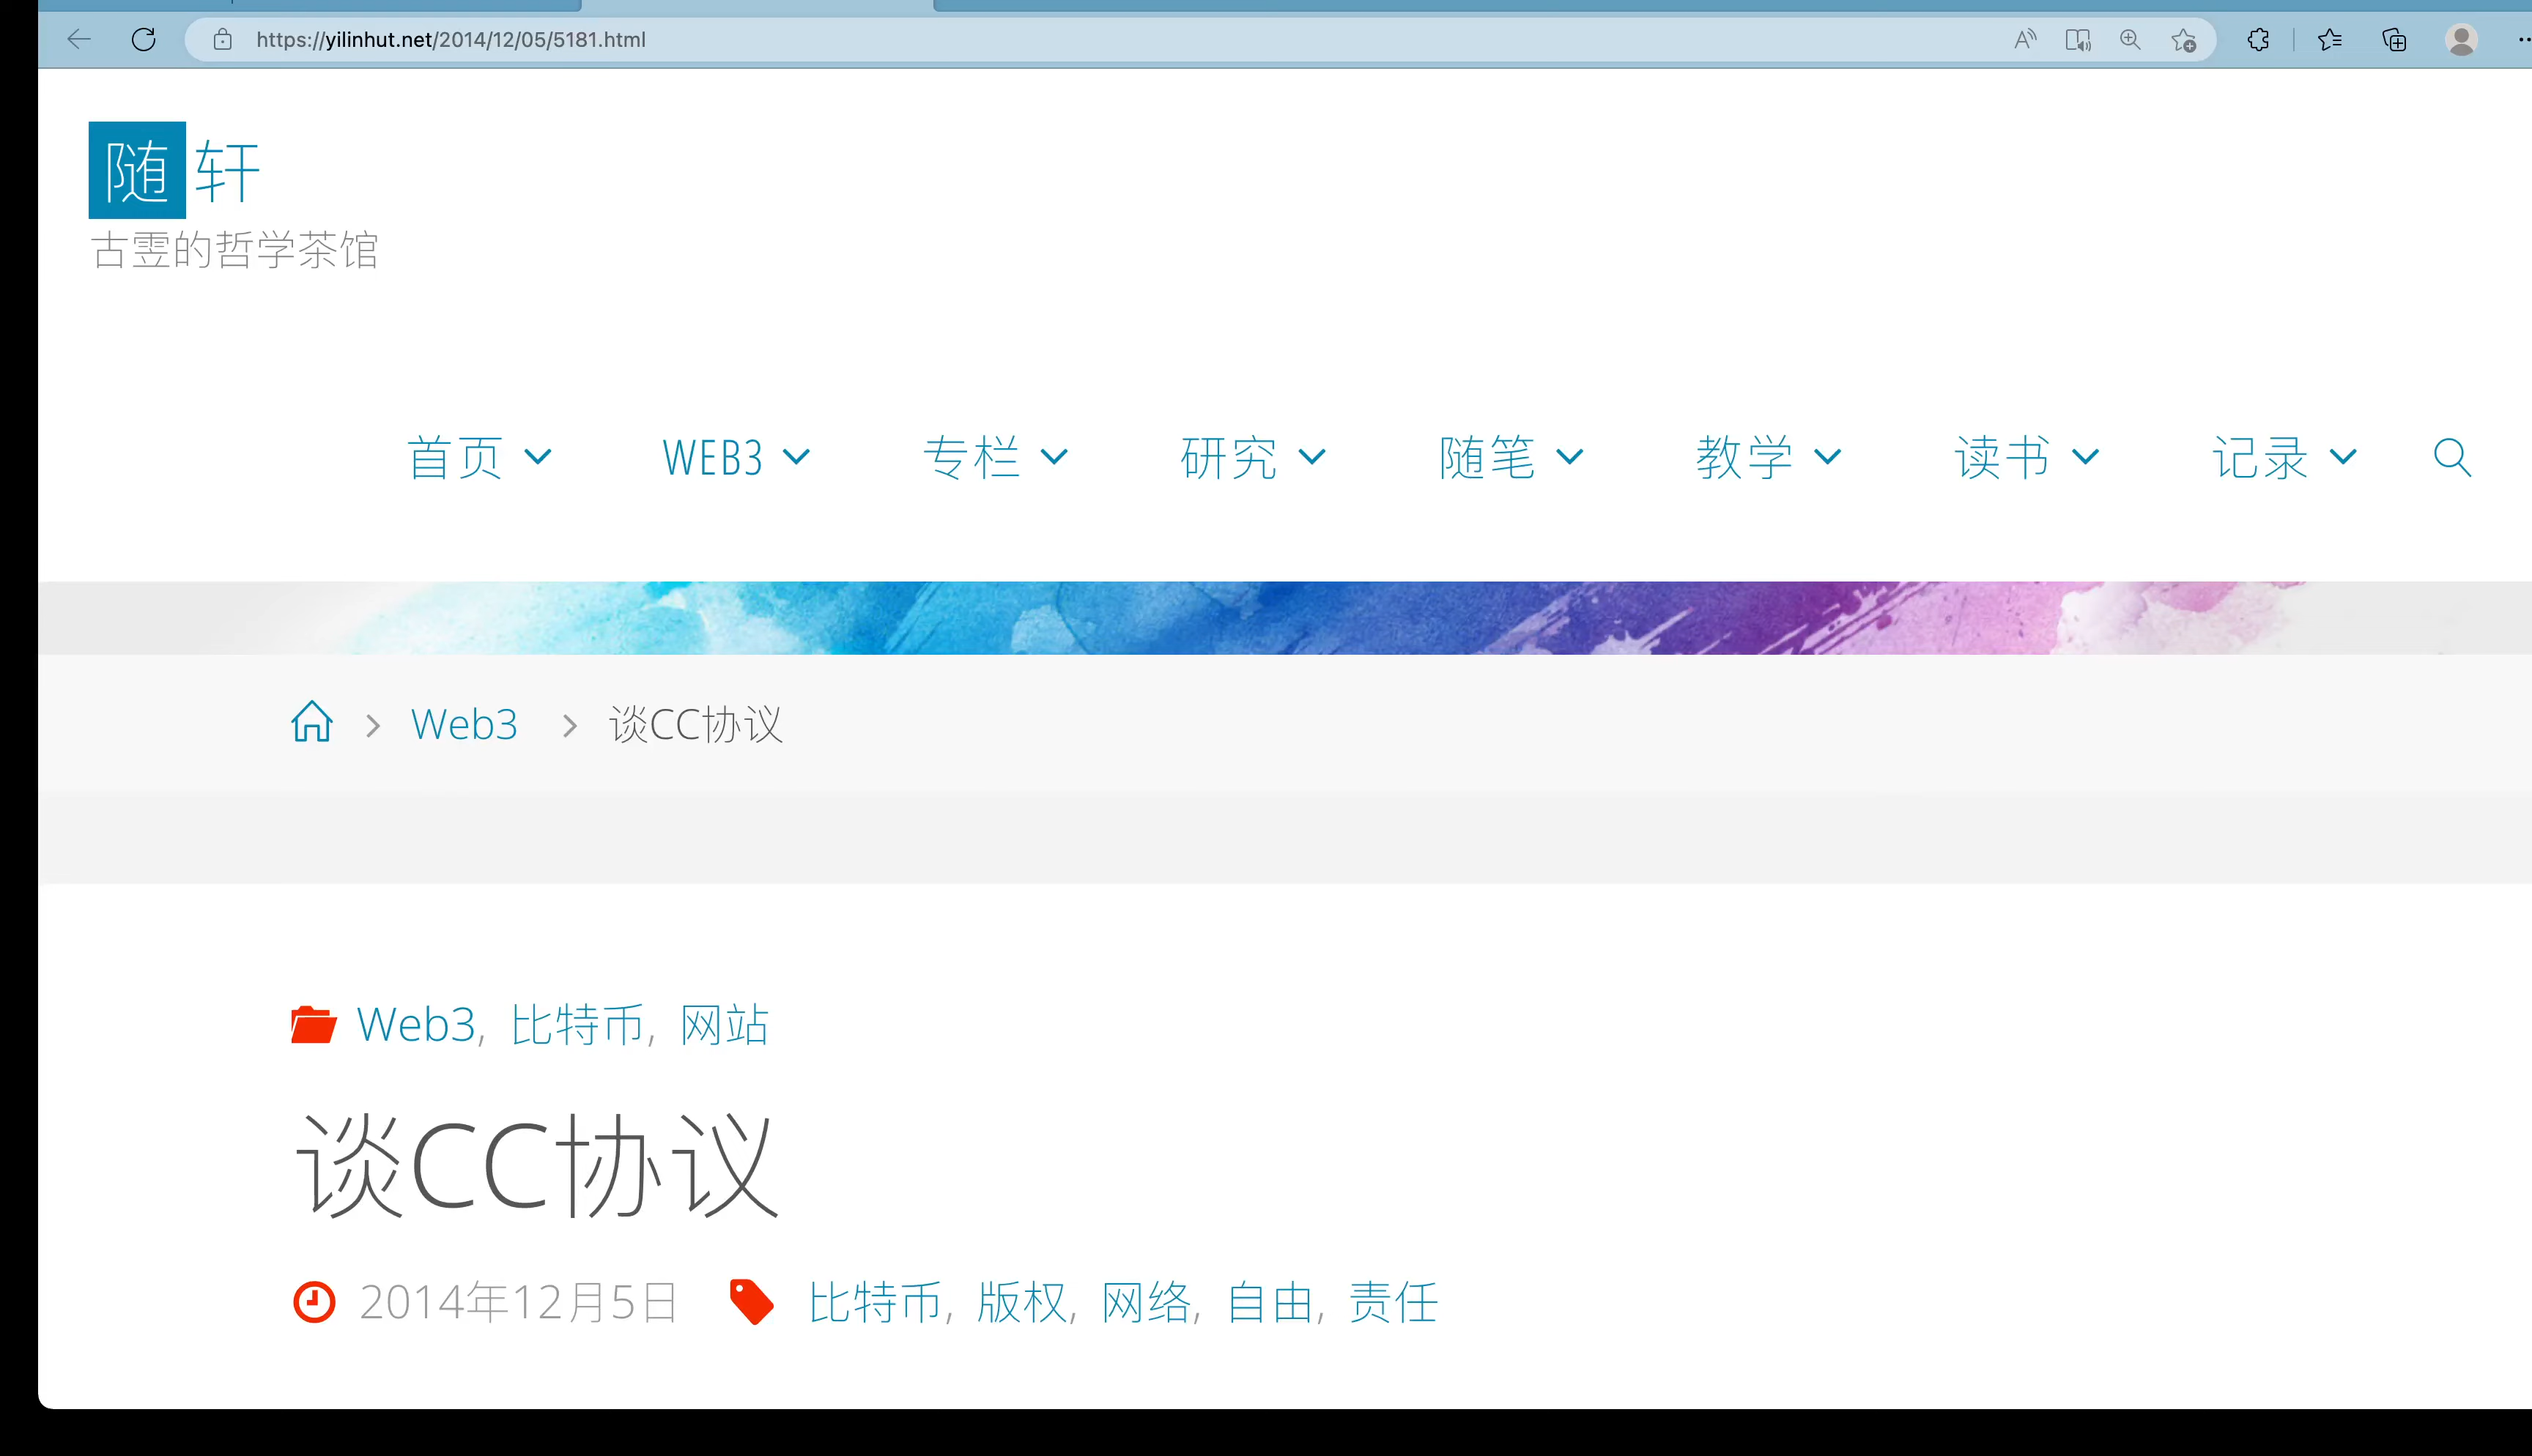 https://yilinhut.net/2014/12/05/5181.html
随轩
古雴的哲学茶馆
首页 WEB3 专栏 研究 随笔 教学 读书 记录
Web3 > 谈CC协议
Web3, 比特币, 网站
谈CC协议
2014年12月5日 比特币, 版权, 网络, 自由, 责任